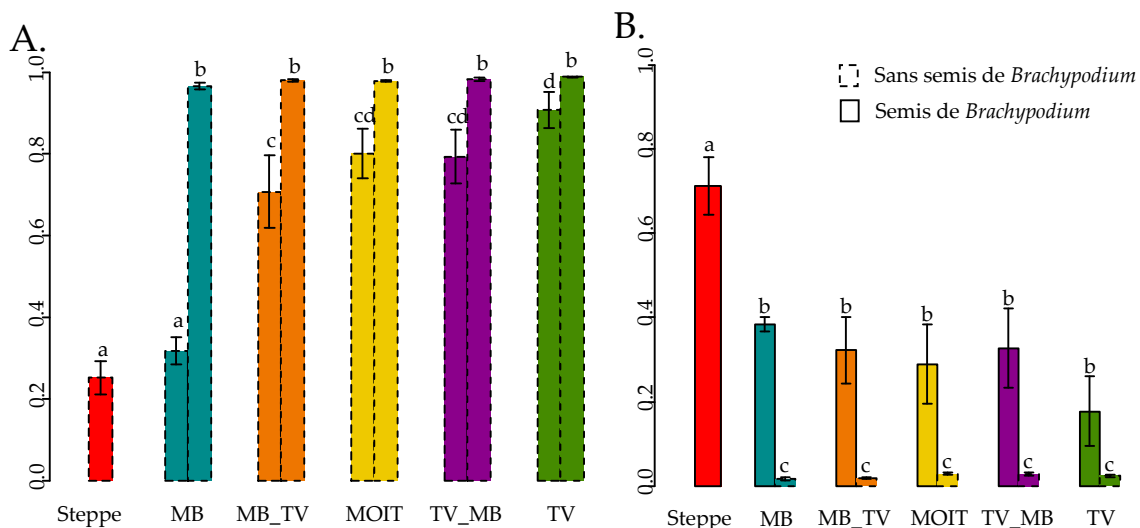 A.
1.0
0.8
0.6
0.4
0.2
0.0
a
a
b
c
b
cd
b
cd
b
d
b
Steppe
MB
MB_TV
MOIT
TV_MB
TV
B.
Sans semis de Brachypodium
Semis de Brachypodium
1.0
0.8
0.6
0.4
0.2
0.0
a
b
c
b
c
b
c
b
c
b
c
Steppe
MB
MB_TV
MOIT
TV_MB
TV